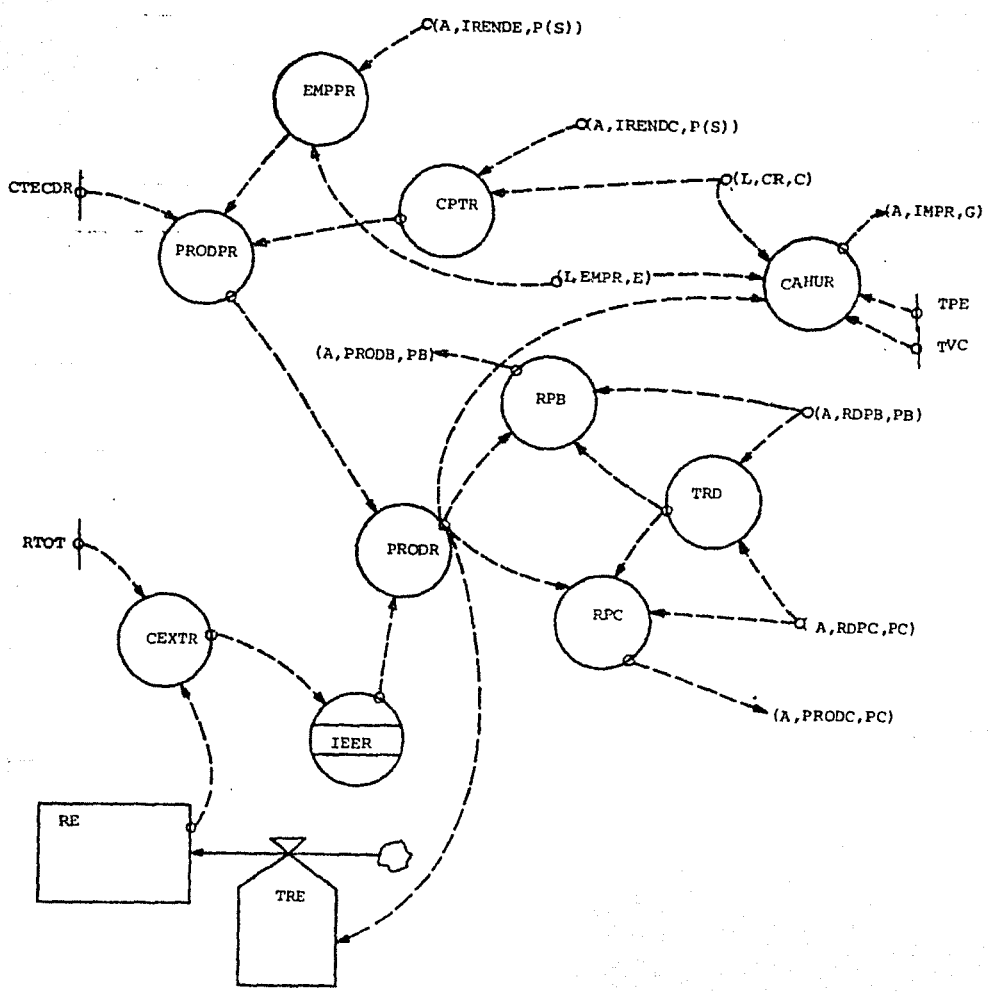 (A,IRENDE,P(S))
EMPPR
(A,IRENDC,P(S))
CTECDR
(L,CR,C)
CPTR
(A,IMPR,G)
PRODPR
(L EMPR,E)
CAHUR
TPE
TVC
(A,PRODB,PB)
RPB
(A,RDPB,PB)
TRD
RTOT
PRODR
RPC
A,RDPC,PC)
CEXTR
(A,PRODC,PC)
IEER
RE
TRE